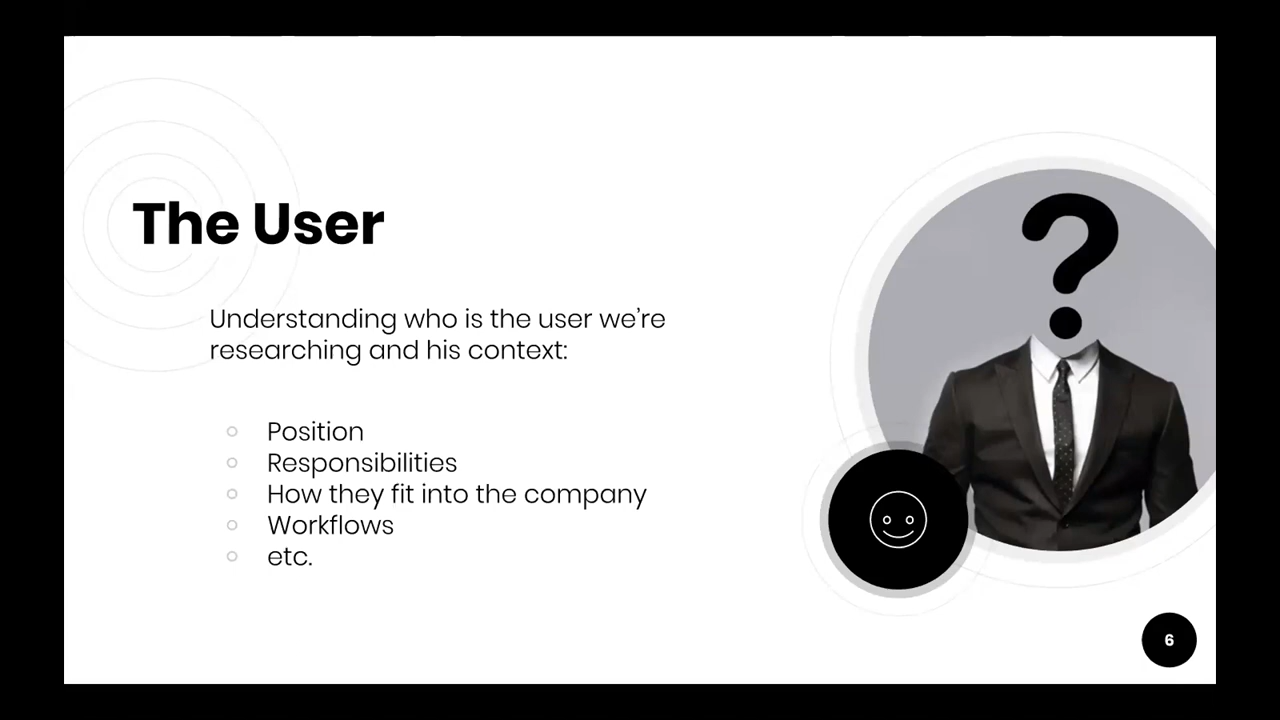 The User
Understanding who is the user we’re
researching and his context:
Position
Responsibilities
How they fit into the company
Workflows
etc.
?
6